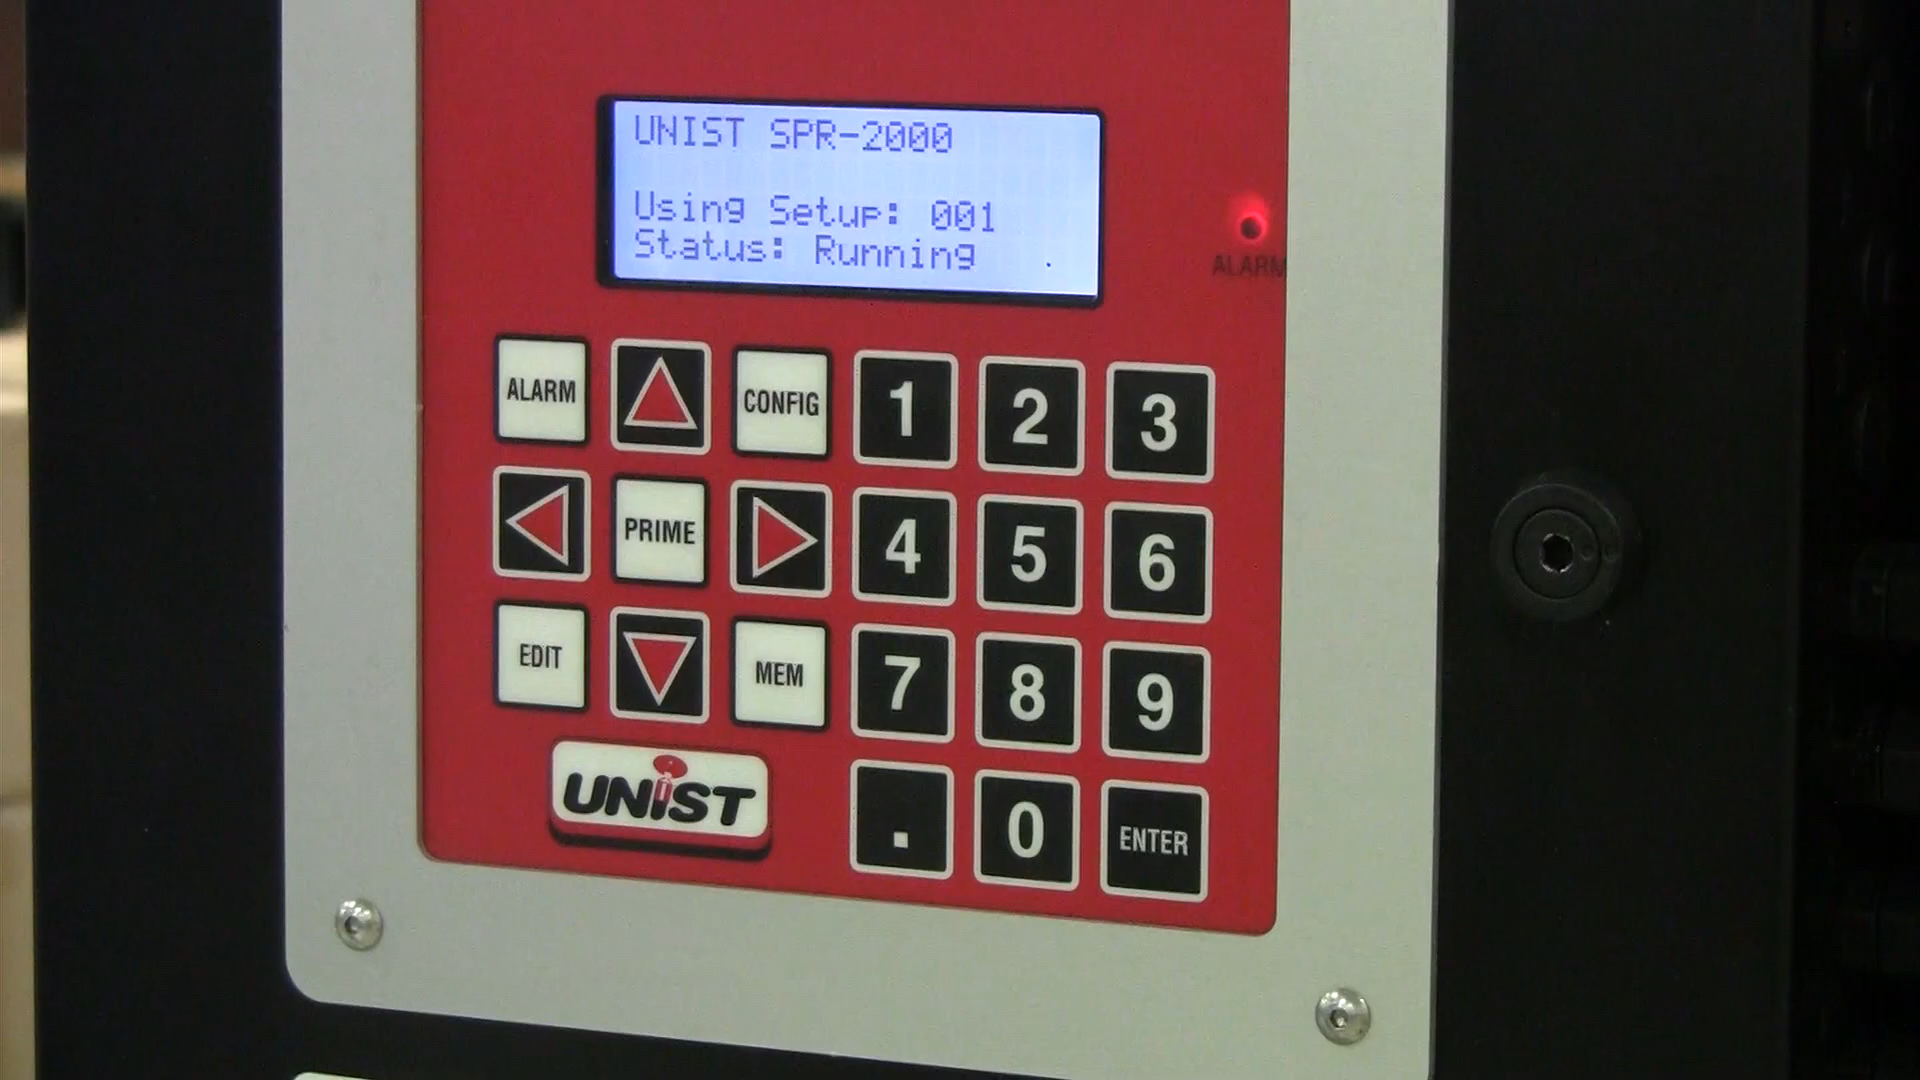 UNIST SPR-2000
Using Setup: 001
Status: Running .
ALARM
ALARM CONFIG 1 2 3
PRIME 4 5 6
EDIT MEM 7 8 9
UNIST . 0 ENTER